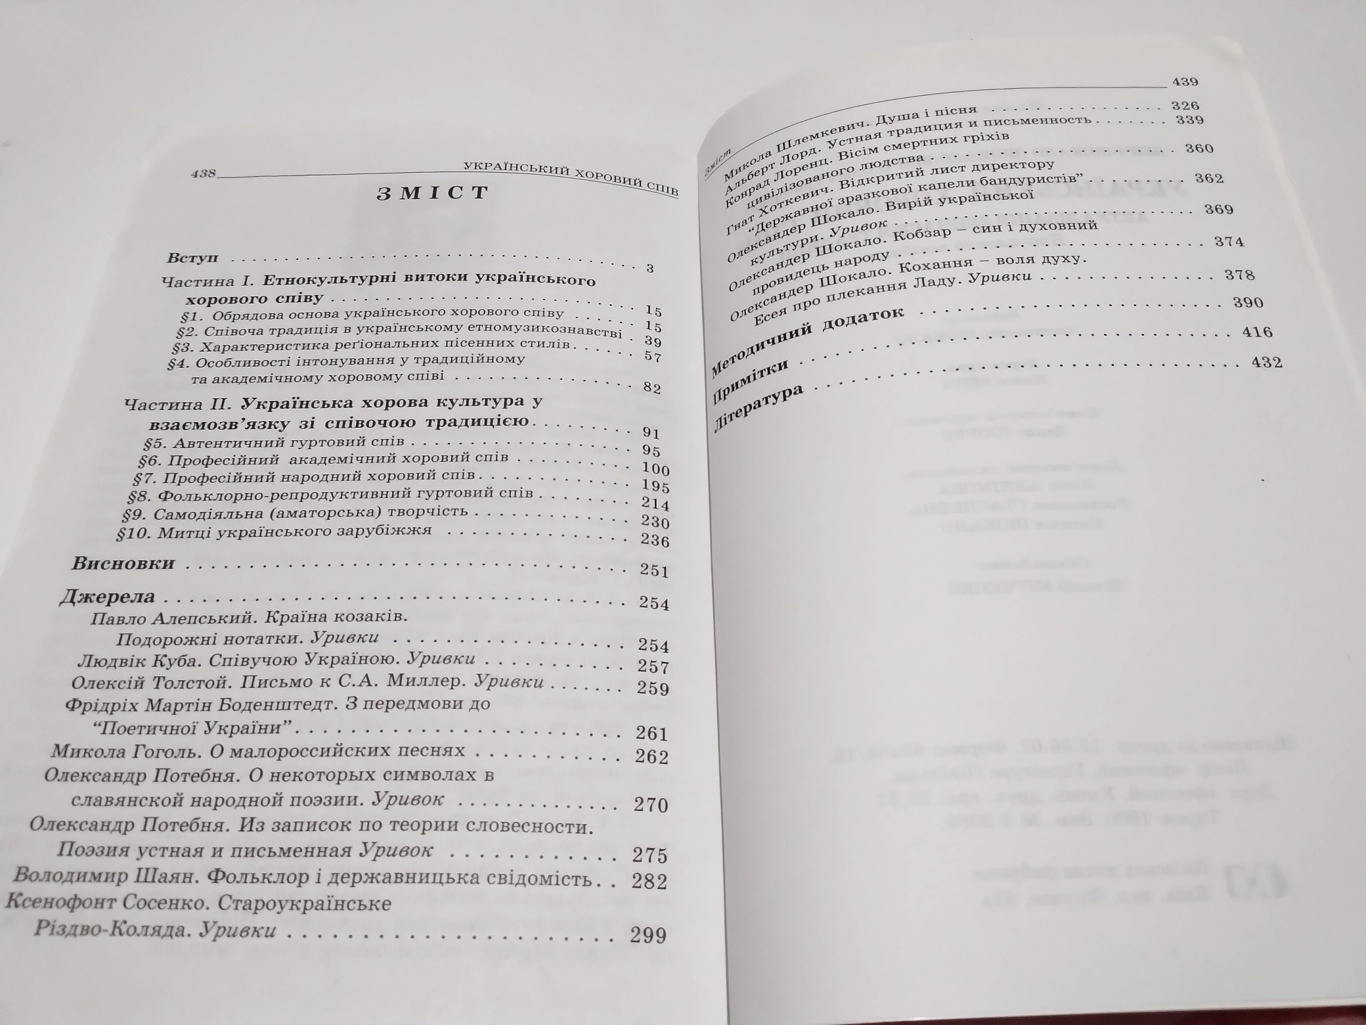 438 УКРАЇНСЬКИЙ ХОРОВИЙ СПІВ
ЗМІСТ
Вступ 3
Частина І. Етнокультурні витоки українського
хорового співу 15
§1. Обрядова основа українського хорового співу 15
§2. Співоча традиція в українському етномузикознавстві 39
§3. Характеристика регіональних пісенних стилів 57
§4. Особливості інтонування у традиційному
та академічному хоровому співі 82
Частина ІІ. Українська хорова культура у
взаємозв'язку зі співочою традицією 91
§5. Автентичний гуртовий спів 95
§6. Професійний академічний хоровий спів 100
§7. Професійний народний хоровий спів 195
§8. Фольклорно-репродуктивний гуртовий спів 214
§9. Самодіяльна (аматорська) творчість 230
§10. Митці українського зарубіжжя 236
Висновки 251
Джерела 254
Павло Алепський. Країна козаків.
Подорожні нотатки. Уривки 254
Людвік Куба. Співучою Україною. Уривки 257
Олексій Толстой. Письмо к С.А. Миллер. Уривки 259
Фрідріх Мартін Боденштедт. З передмови до
“Поетичної України” 261
Микола Гоголь. О малороссийских песнях 262
Олександр Потебня. О некоторых символах в
славянской народной поэзии. Уривок 270
Олександр Потебня. Из записок по теории словесности.
Поэзия устная и письменная Уривок 275
Володимир Шаян. Фольклор і державницька свідомість 282
Ксенофонт Сосенко. Староукраїнське
Різдво-Коляда. Уривки 299
Зміст 439
Микола Шлемкевич. Душа і пісня 326
Альберт Лорд. Устная традиция и письменность 339
Конрад Лоренц. Вісім смертних гріхів
цивілізованого людства 360
Гнат Хоткевич. Відкритий лист директору
“Державної зразкової капели бандуристів” 362
Олександер Шокало. Вирій української
культури. Уривок 369
Олександер Шокало. Кобзар – син і духовний
провидець народу 374
Олександер Шокало. Кохання – воля духу.
Есея про плекання Ладу. Уривки 378
Методичний додаток 390
Примітки 416
Література 432